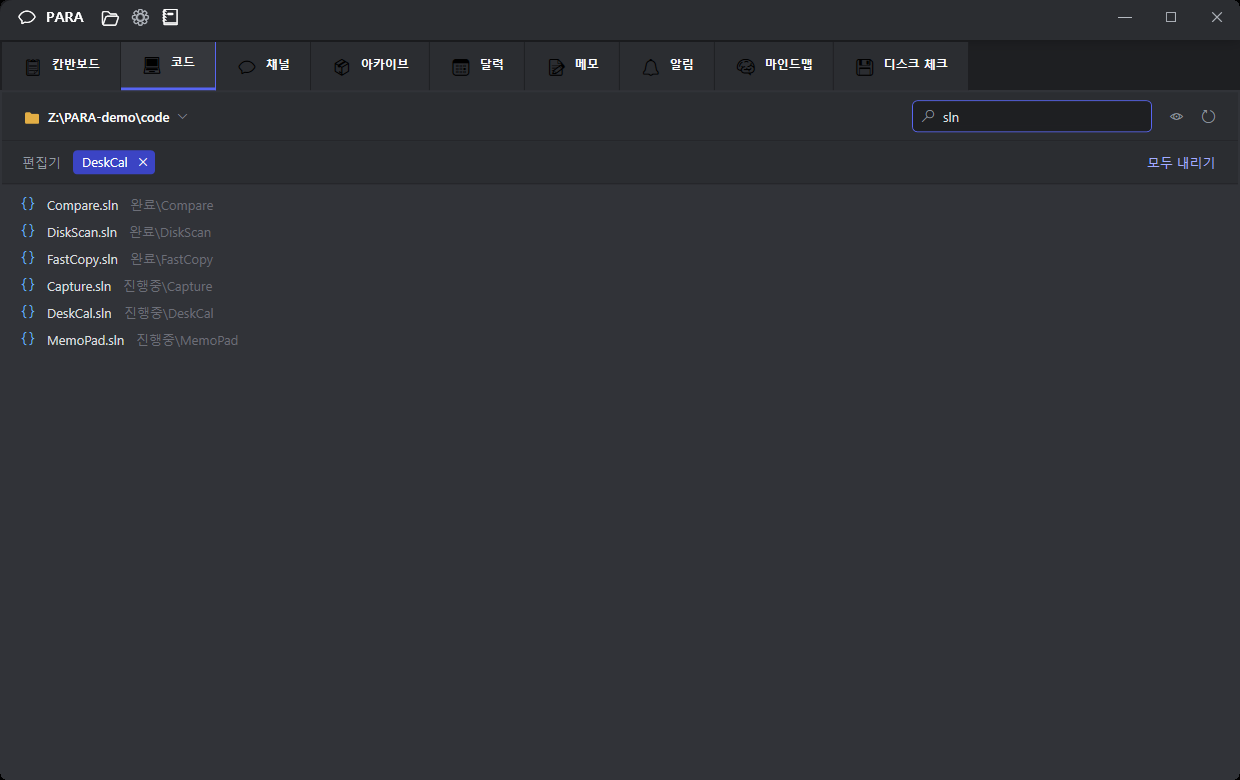 PARA
칸반보드 코드 채널 아카이브 달력 메모 알림 마인드맵 디스크 체크
Z:\PARA-demo\code sln
편집기 DeskCal 모두 내리기
Compare.sln 완료\Compare
DiskScan.sln 완료\DiskScan
FastCopy.sln 완료\FastCopy
Capture.sln 진행중\Capture
DeskCal.sln 진행중\DeskCal
MemoPad.sln 진행중\MemoPad